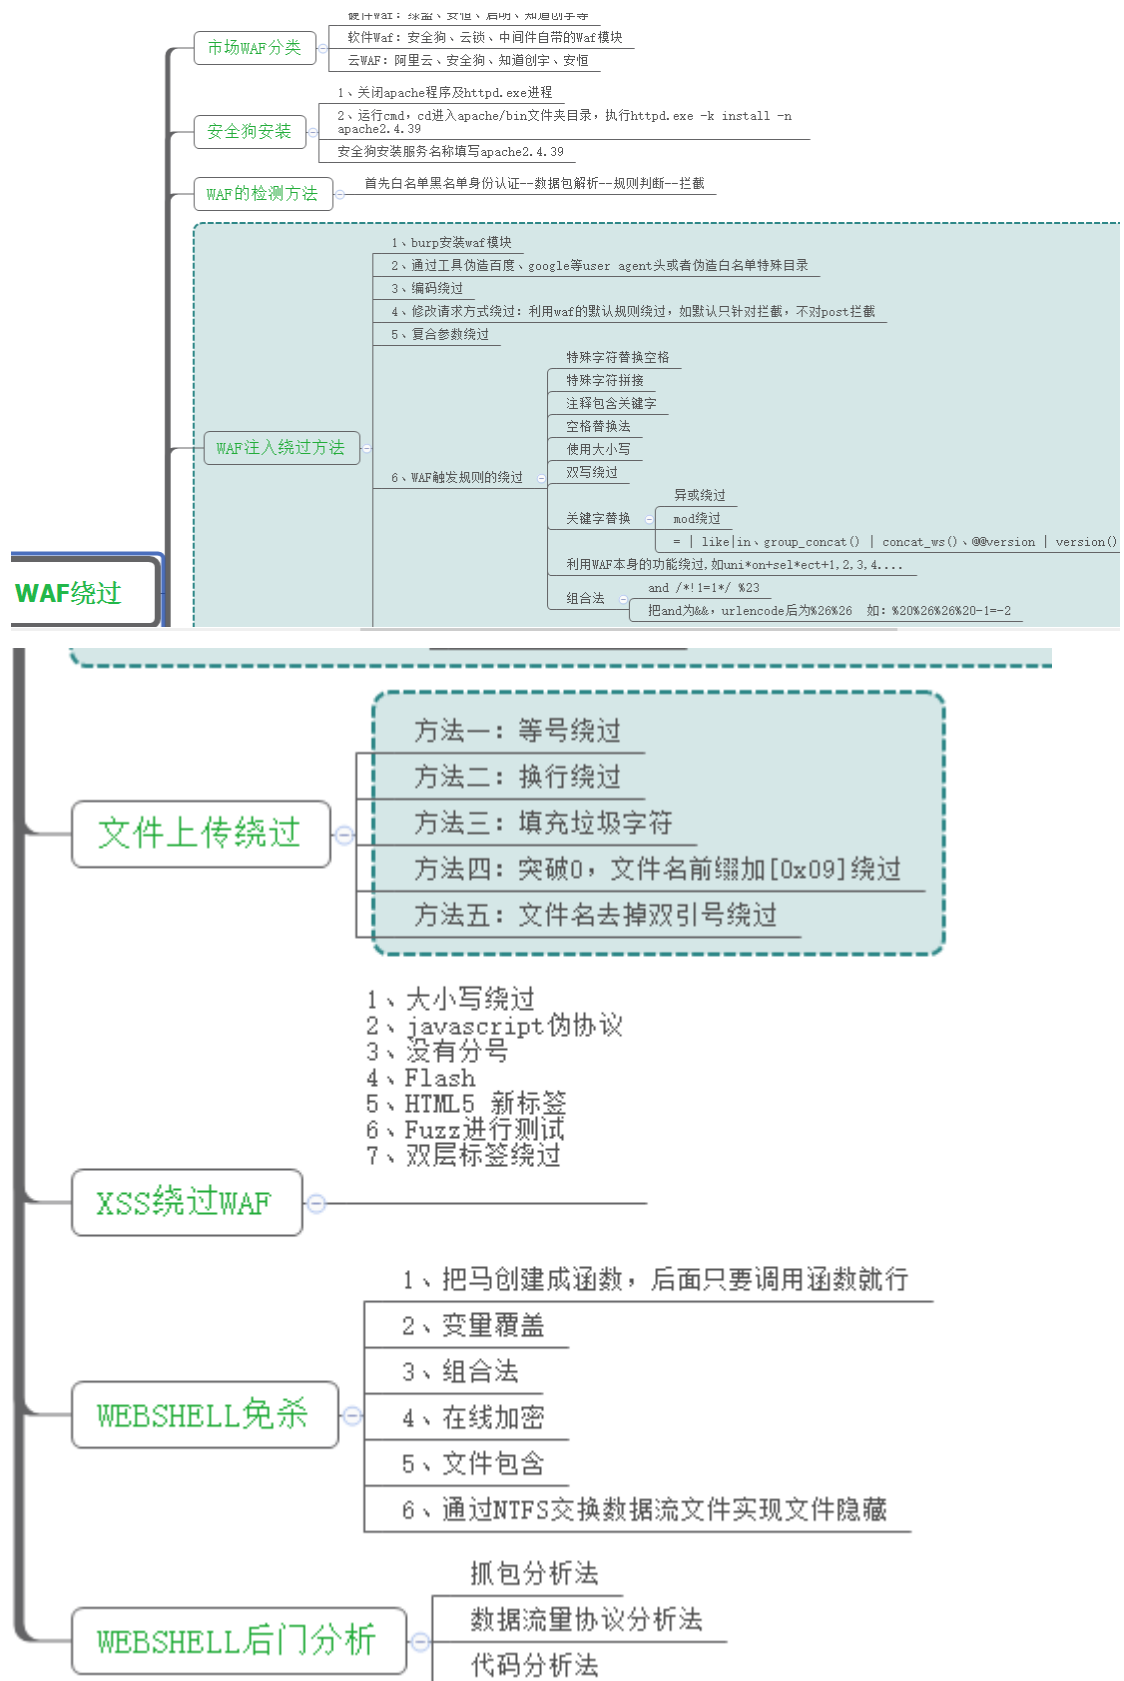 硬件Waf：绿盟、安恒、启明、知道创宇等
市场WAF分类
软件Waf：安全狗、云锁、中间件自带的Waf模块
云WAF：阿里云、安全狗、知道创宇、安恒
1、关闭apache程序及httpd.exe进程
2、运行cmd，cd进入apache/bin文件夹目录，执行httpd.exe -k install -n
apache2.4.39
安全狗安装
安全狗安装服务名称填写apache2.4.39
WAF的检测方法
首先白名单黑名单身份认证--数据包解析--规则判断--拦截
1、burp安装waf模块
2、通过工具伪造百度、google等user agent头或者伪造白名单特殊目录
3、编码绕过
4、修改请求方式绕过：利用waf的默认规则绕过，如默认只针对拦截，不对post拦截
5、复合参数绕过
WAF注入绕过方法
6、WAF触发规则的绕过
特殊字符替换空格
特殊字符拼接
注释包含关键字
空格替换法
使用大小写
双写绕过
关键字替换
异或绕过
mod绕过
= | like|in、group_concat() | concat_ws()、@@version | version()
利用WAF本身的功能绕过,如uni*on+sel*ect+1,2,3,4....
组合法
and /*!1=1*/ %23
把and为&&，urlencode后为%26%26 如：%20%26%26%20-1=-2
WAF绕过
文件上传绕过
方法一：等号绕过
方法二：换行绕过
方法三：填充垃圾字符
方法四：突破0，文件名前缀加[0x09]绕过
方法五：文件名去掉双引号绕过
1、大小写绕过
2、javascript伪协议
3、没有分号
4、Flash
5、HTML5 新标签
6、Fuzz进行测试
7、双层标签绕过
XSS绕过WAF
WEBSHELL免杀
1、把马创建成涵数，后面只要调用涵数就行
2、变量覆盖
3、组合法
4、在线加密
5、文件包含
6、通过NTFS交换数据流文件实现文件隐藏
WEBSHELL后门分析
抓包分析法
数据流量协议分析法
代码分析法